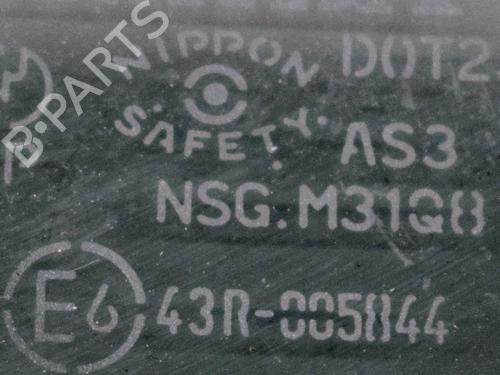 NIPPON
SAFETY
DOT2
AS3
NSG.M31Q8
E6 43R-005844
B-PARTS